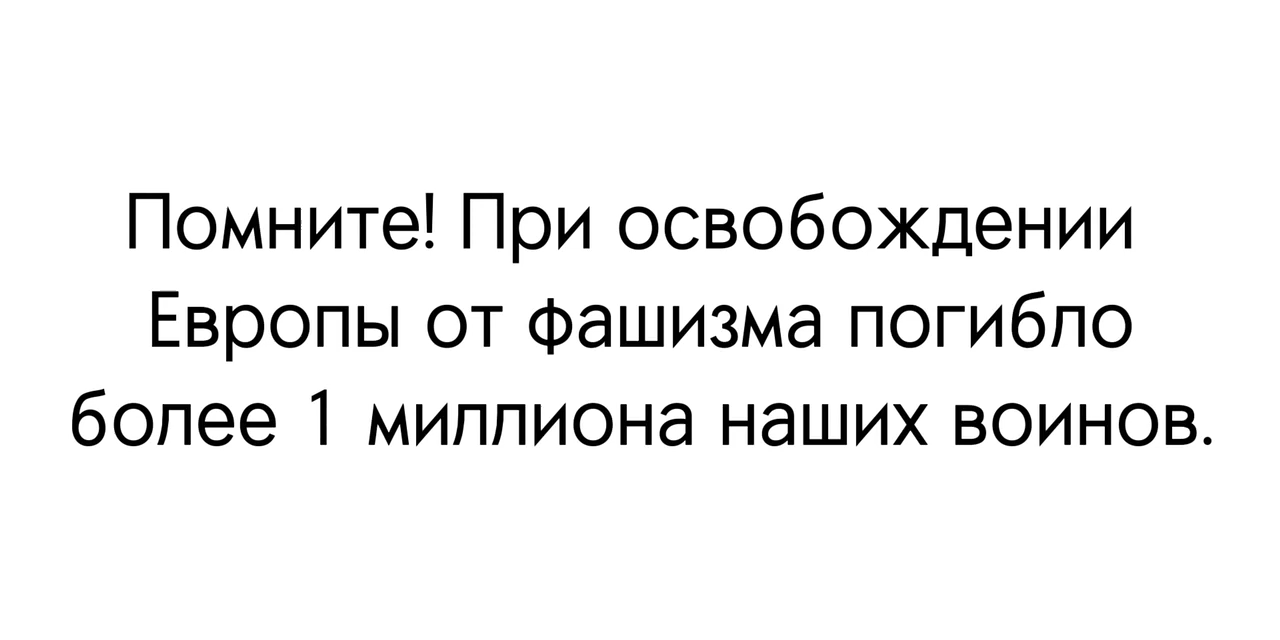 Помните! При освобождении
Европы от фашизма погибло
более 1 миллиона наших воинов.